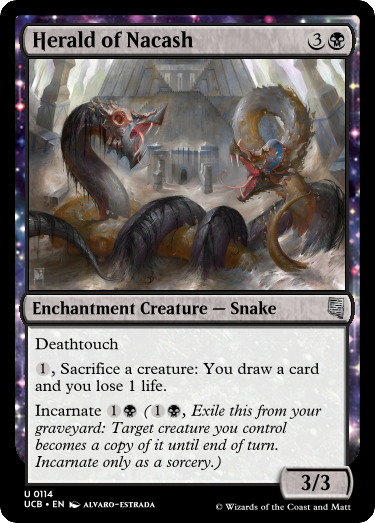 Herald of Nacash 3
Enchantment Creature — Snake
Deathtouch
1, Sacrifice a creature: You draw a card
and you lose 1 life.
Incarnate 1 (1, Exile this from your
graveyard: Target creature you control
becomes a copy of it until end of turn.
Incarnate only as a sorcery.)
3/3
U 0114
UCB • EN ALVARO-ESTRADA
© Wizards of the Coast and Matt